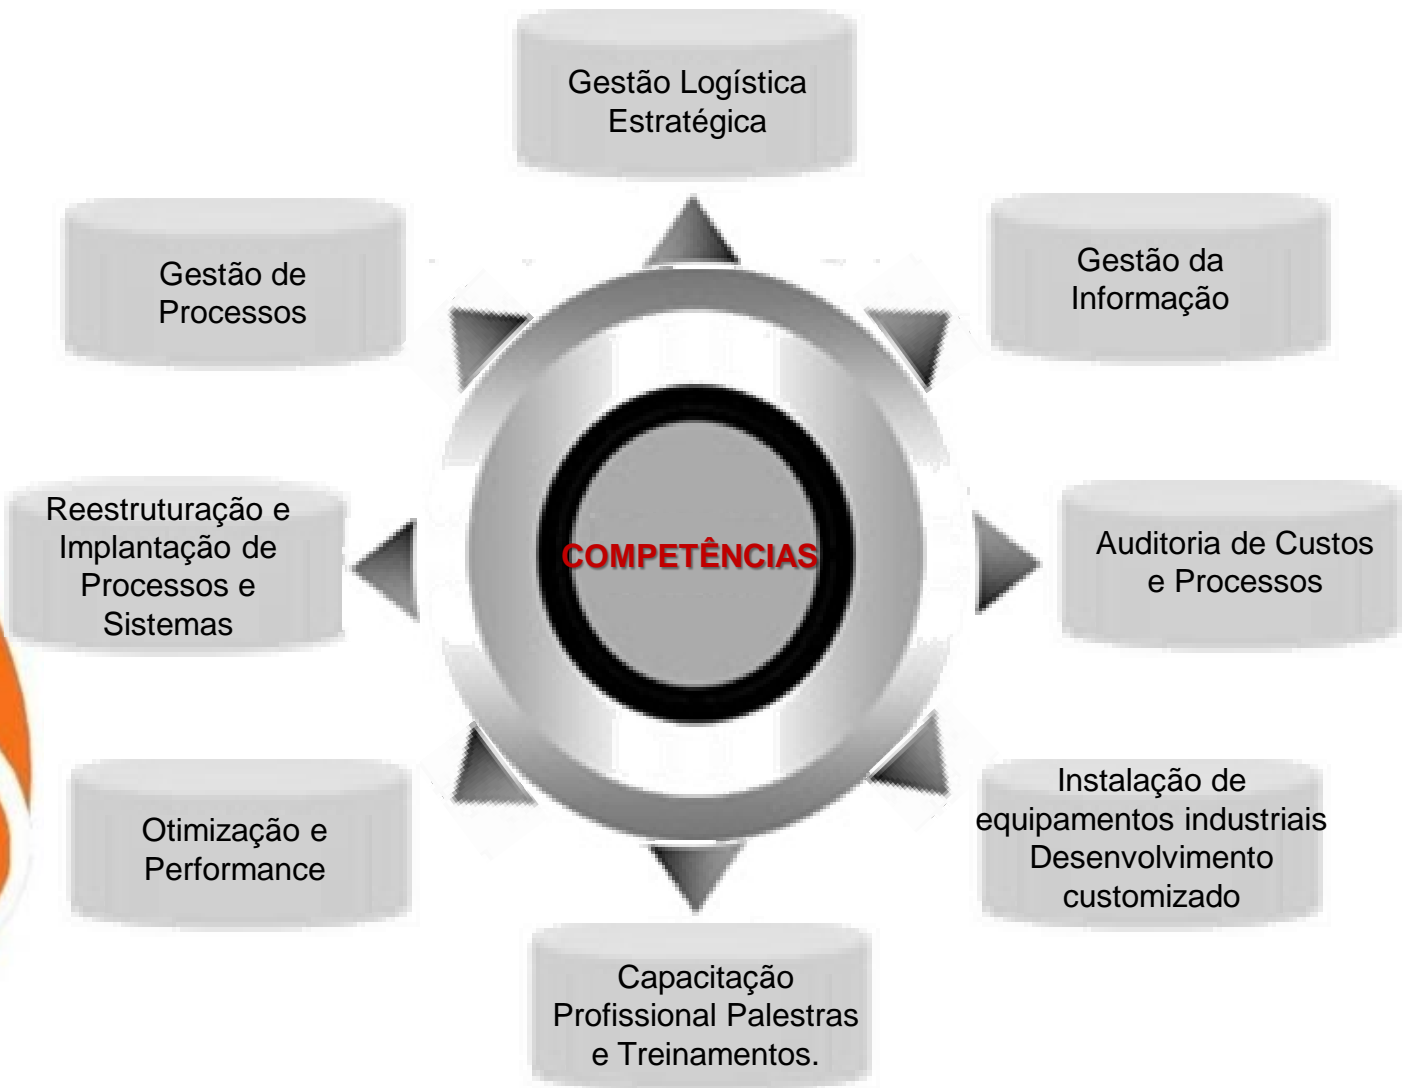 Gestão Logística
Estratégica
Gestão de
Processos
Gestão da
Informação
Reestruturação e
Implantação de
Processos e
Sistemas
COMPETÊNCIAS
Auditoria de Custos
e Processos
Otimização e
Performance
Instalação de
equipamentos industriais
Desenvolvimento
customizado
Capacitação
Profissional Palestras
e Treinamentos.